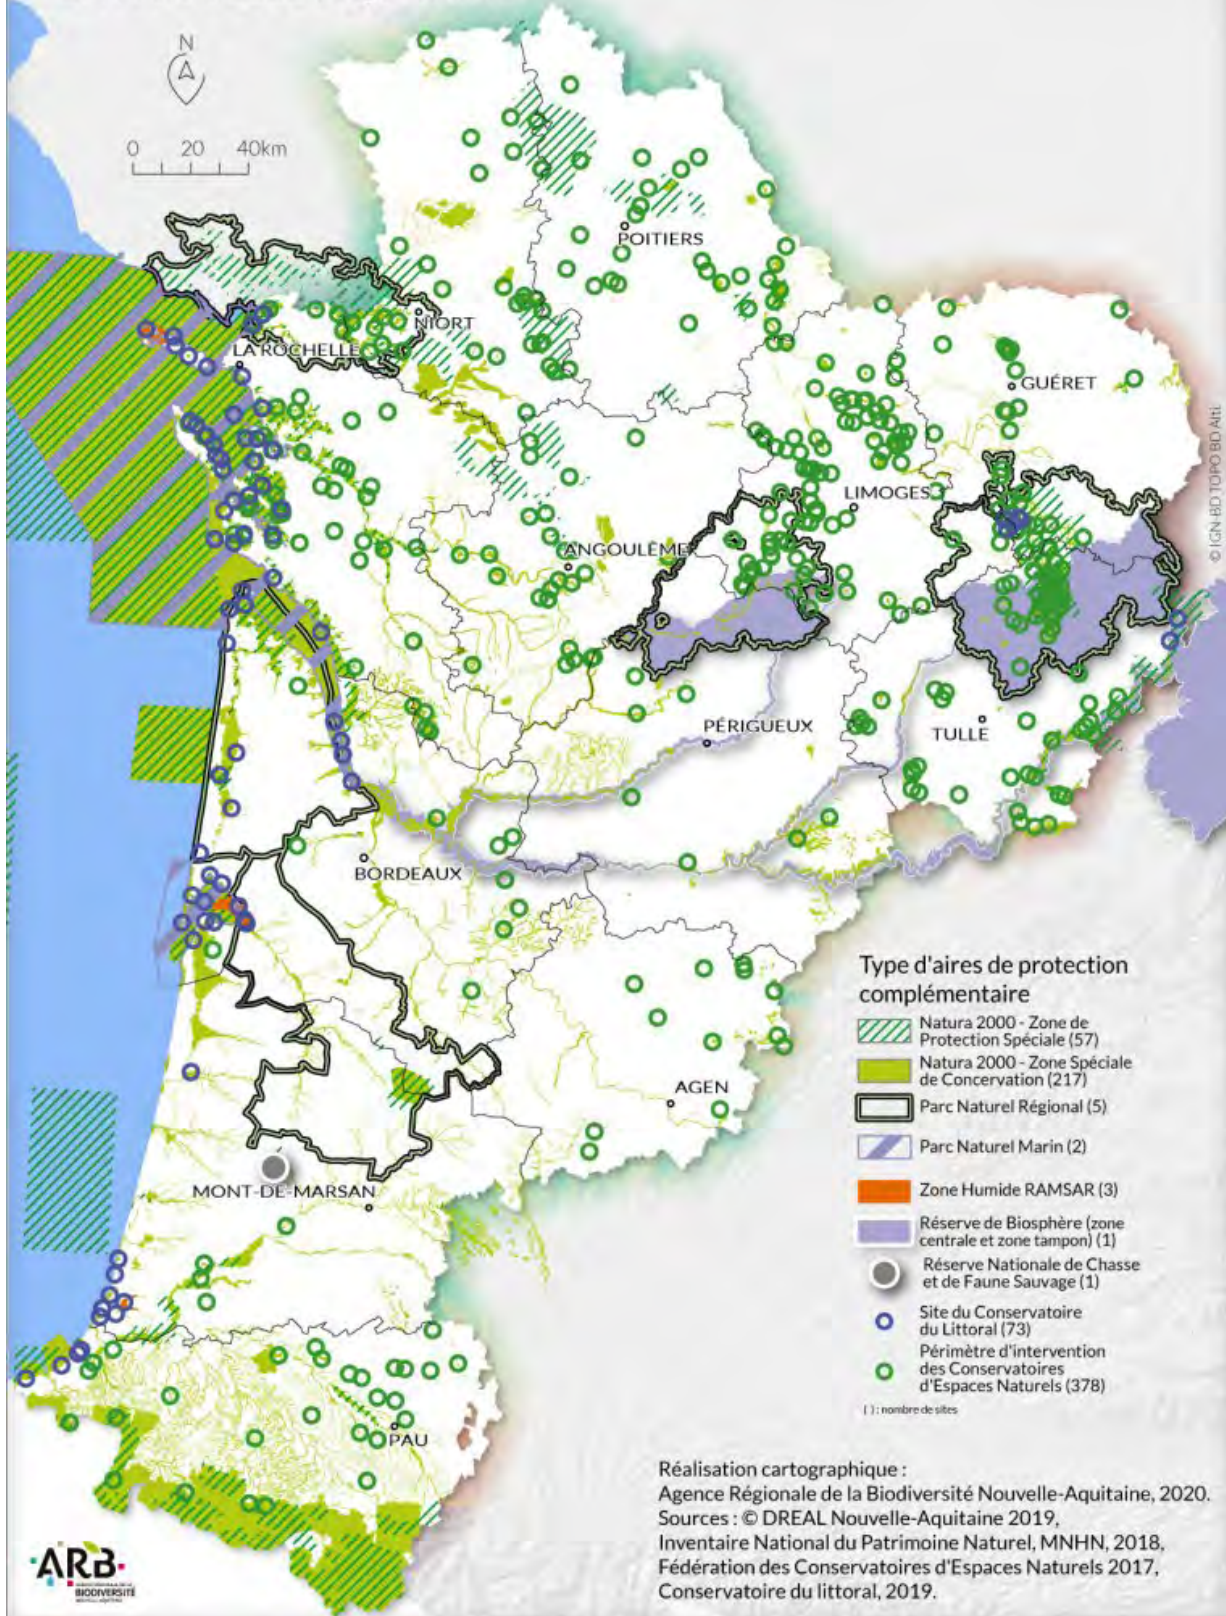 N
0 20 40km
POITIERS
NIORT
LA ROCHELLE
GUÉRET
© IGN-BD TOPO BD Alti
LIMOGES
ANGOULÊME
PÉRIGUEUX
TULLE
BORDEAUX
AGEN
MONT-DE-MARSAN
PAU
Type d'aires de protection
complémentaire
Natura 2000 - Zone de
Protection Spéciale (57)
Natura 2000 - Zone Spéciale
de Concervation (217)
Parc Naturel Régional (5)
Parc Naturel Marin (2)
Zone Humide RAMSAR (3)
Réserve de Biosphère (zone
centrale et zone tampon) (1)
Réserve Nationale de Chasse
et de Faune Sauvage (1)
Site du Conservatoire
du Littoral (73)
Périmètre d'intervention
des Conservatoires
d'Espaces Naturels (378)
( ) : nombre de sites
Réalisation cartographique :
Agence Régionale de la Biodiversité Nouvelle-Aquitaine, 2020.
Sources : © DREAL Nouvelle-Aquitaine 2019,
Inventaire National du Patrimoine Naturel, MNHN, 2018,
Fédération des Conservatoires d'Espaces Naturels 2017,
Conservatoire du littoral, 2019.
ARB
BIODIVERSITÉ